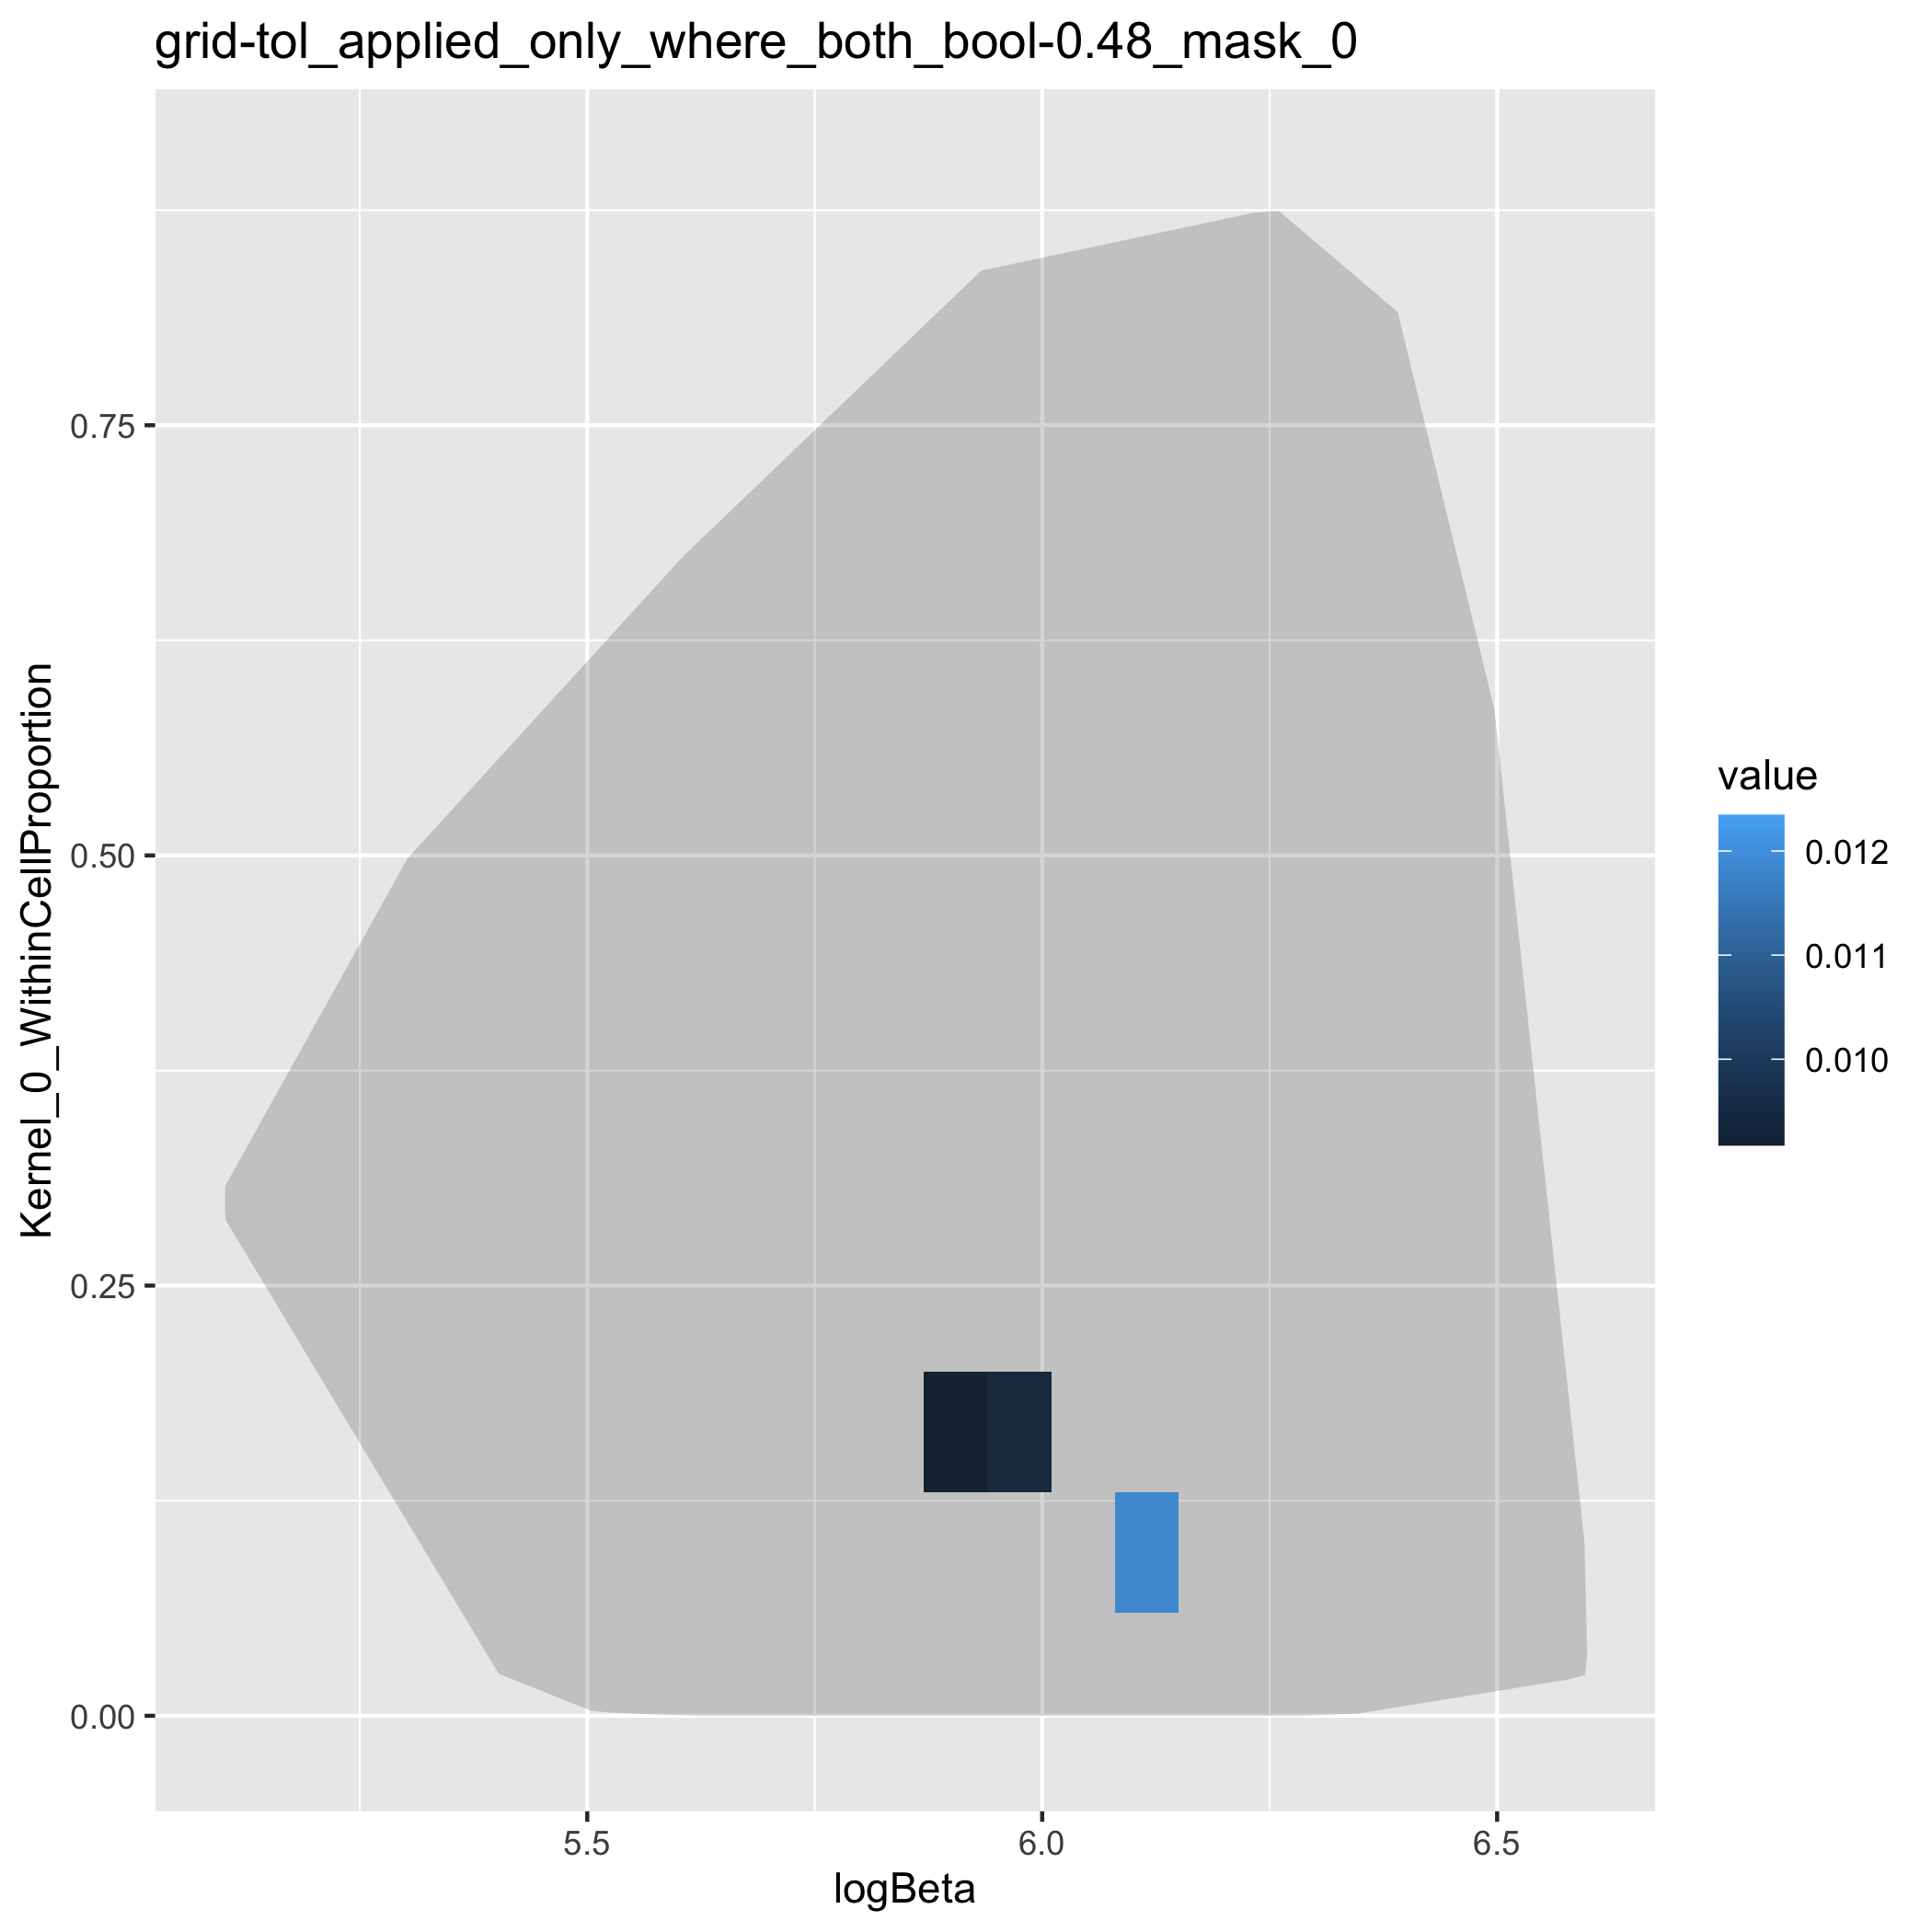 grid-tol_applied_only_where_both_bool-0.48_mask_0
Kernel_0_WithinCellProportion
0.75
0.50
0.25
0.00
5.5
6.0
6.5
logBeta
value
0.012
0.011
0.010